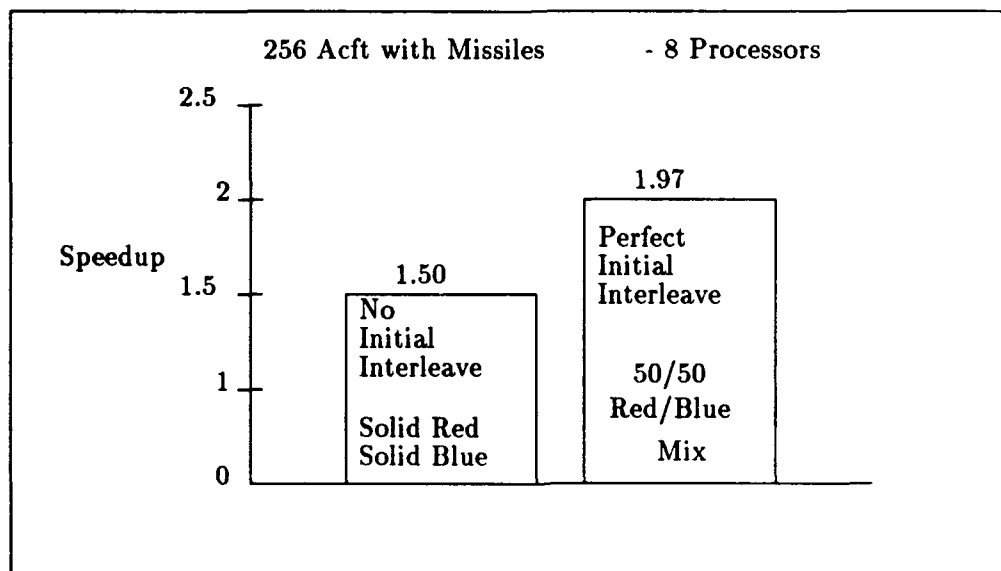 256 Acft with Missiles - 8 Processors
2.5
2
1.5
1
0
Speedup
1.50
No
Initial
Interleave
Solid Red
Solid Blue
1.97
Perfect
Initial
Interleave
50/50
Red/Blue
Mix